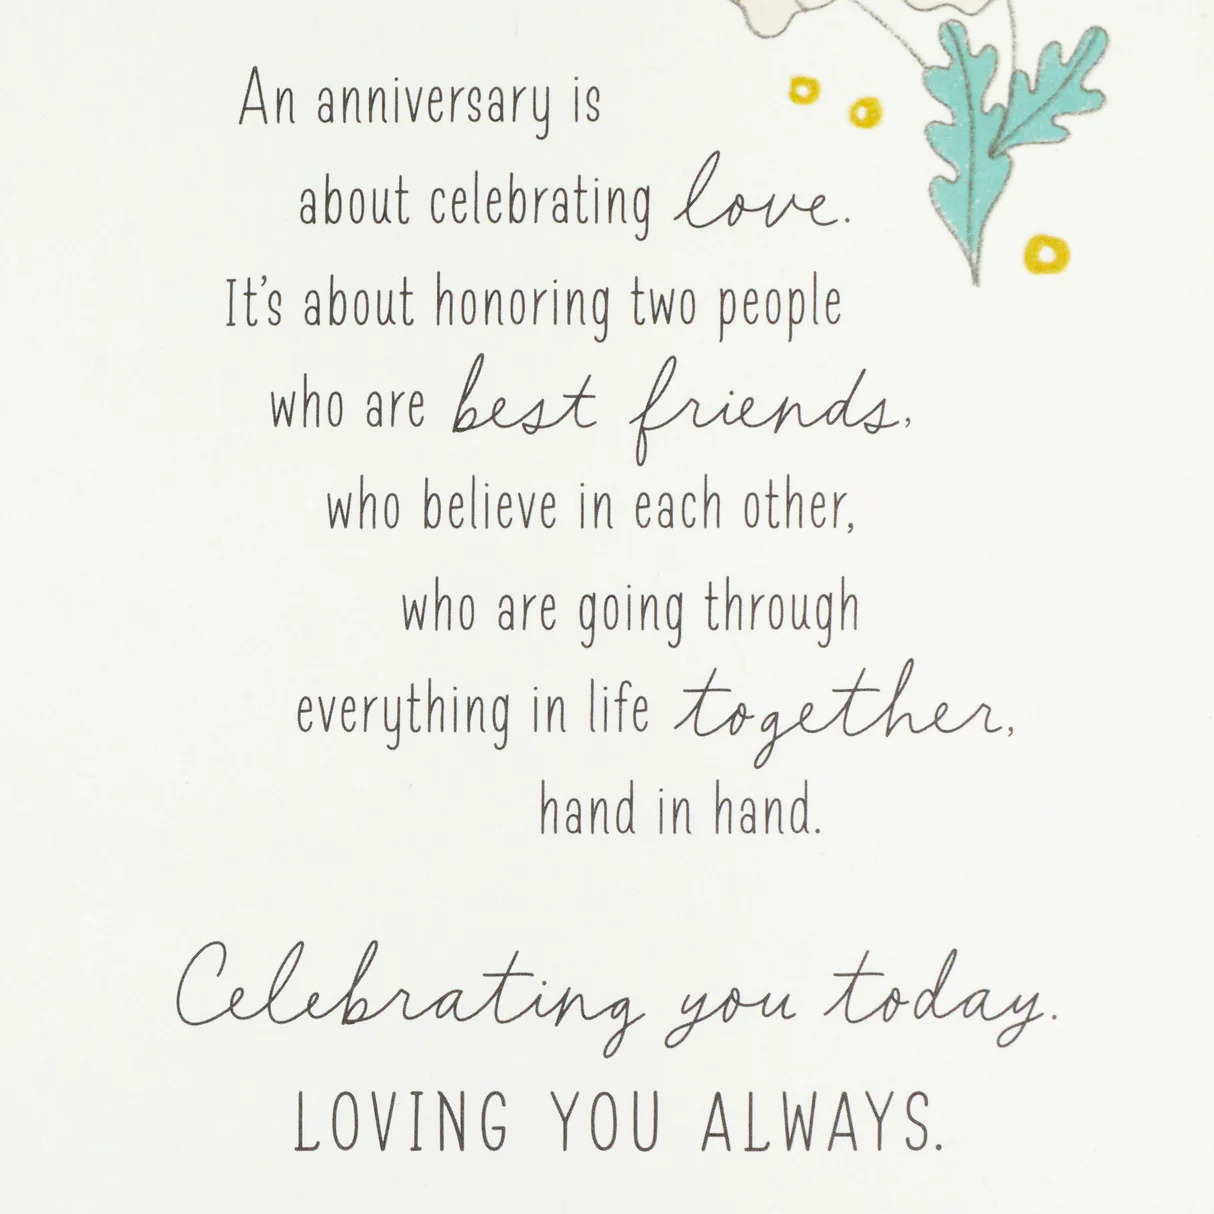 An anniversary is
about celebrating love.
It's about honoring two people
who are best friends,
who believe in each other,
who are going through
everything in life together,
hand in hand.
Celebrating you today.
LOVING YOU ALWAYS.